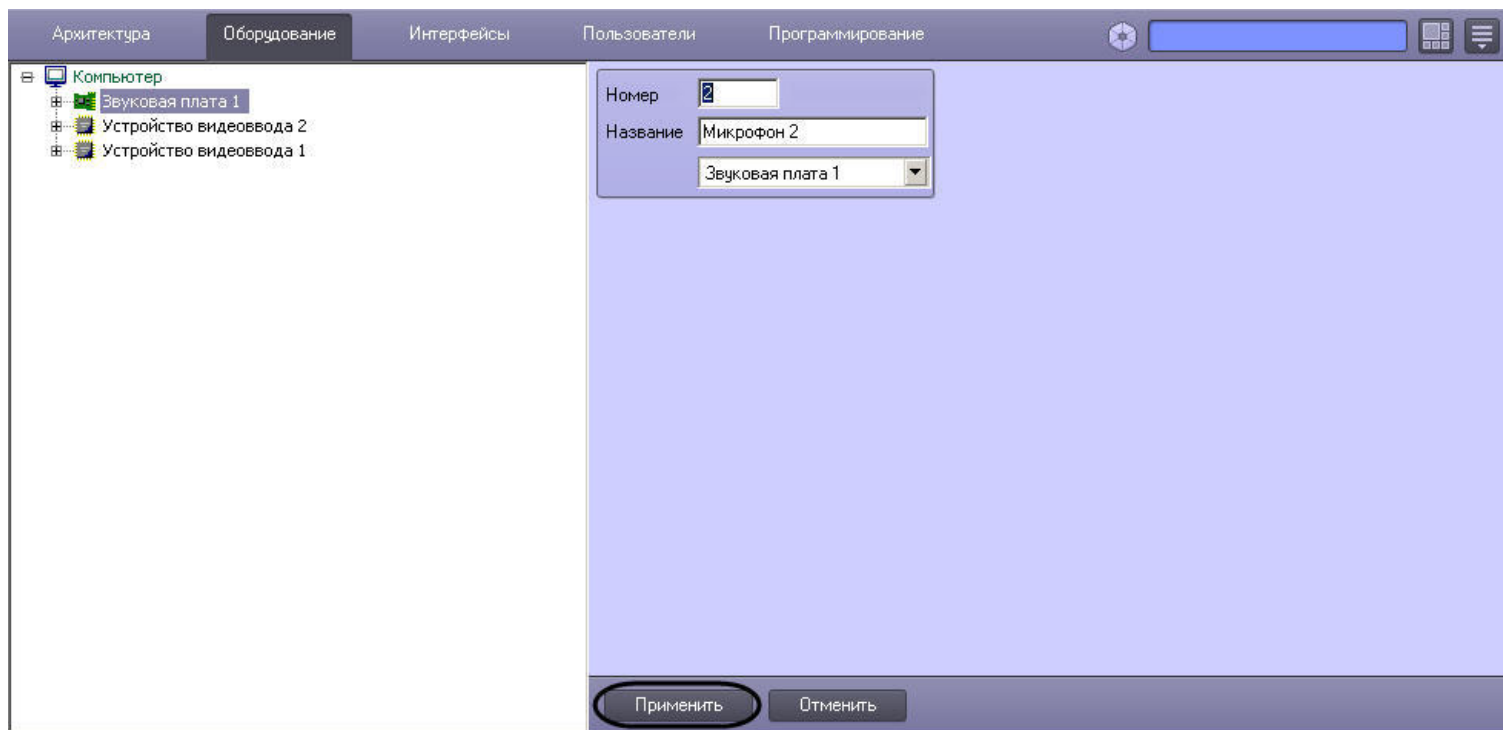 Архитектура Оборудование Интерфейсы Пользователи Программирование
Компьютер
Звуковая плата 1
Устройство видеоввода 2
Устройство видеоввода 1
Номер 2
Название Микрофон 2
Звуковая плата 1
Применить Отменить